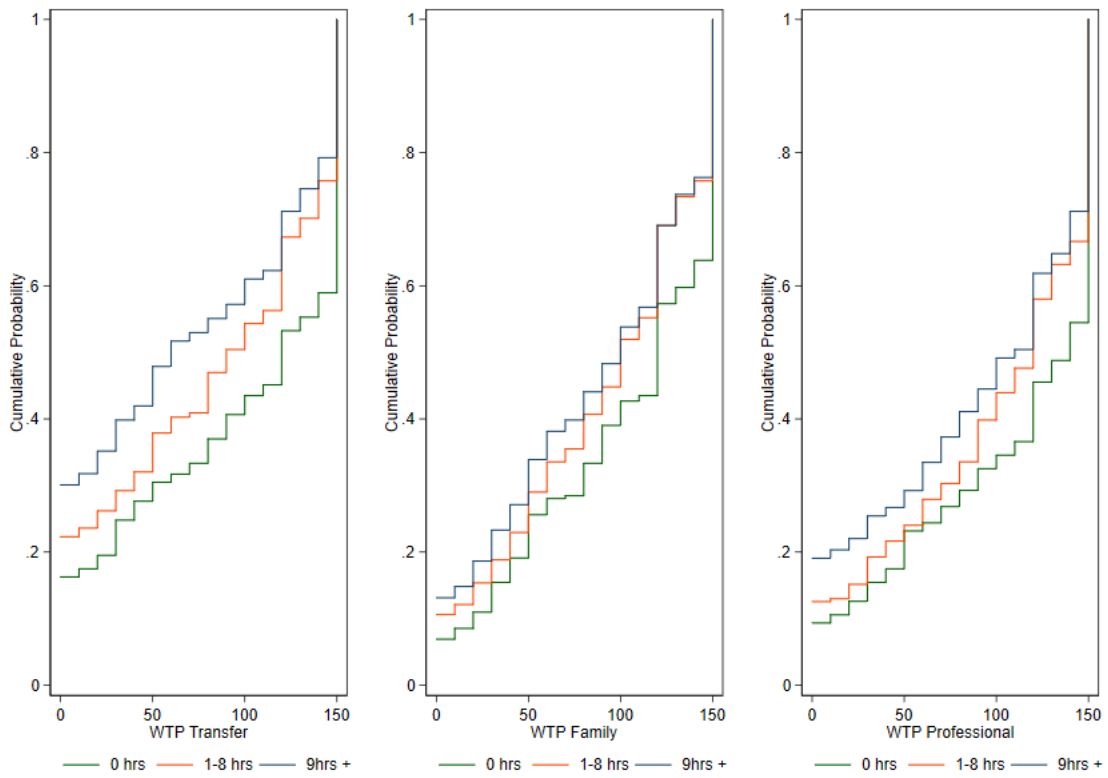 1
.8
.6
.4
.2
0
Cumulative Probability
0 50 100 150
WTP Transfer
0 hrs 1-8 hrs 9hrs +
1
.8
.6
.4
.2
0
Cumulative Probability
0 50 100 150
WTP Family
0 hrs 1-8 hrs 9hrs +
1
.8
.6
.4
.2
0
Cumulative Probability
0 50 100 150
WTP Professional
0 hrs 1-8 hrs 9hrs +